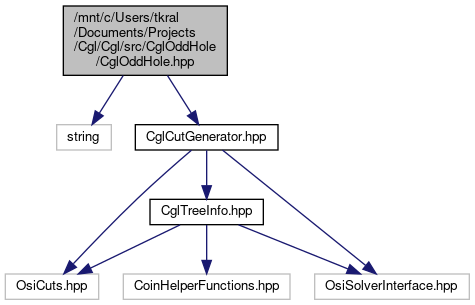 /mnt/c/Users/tkral
/Documents/Projects
/Cgl/Cgl/src/CglOddHole
/CglOddHole.hpp
string
CglCutGenerator.hpp
CglTreeInfo.hpp
OsiCuts.hpp
CoinHelperFunctions.hpp
OsiSolverInterface.hpp